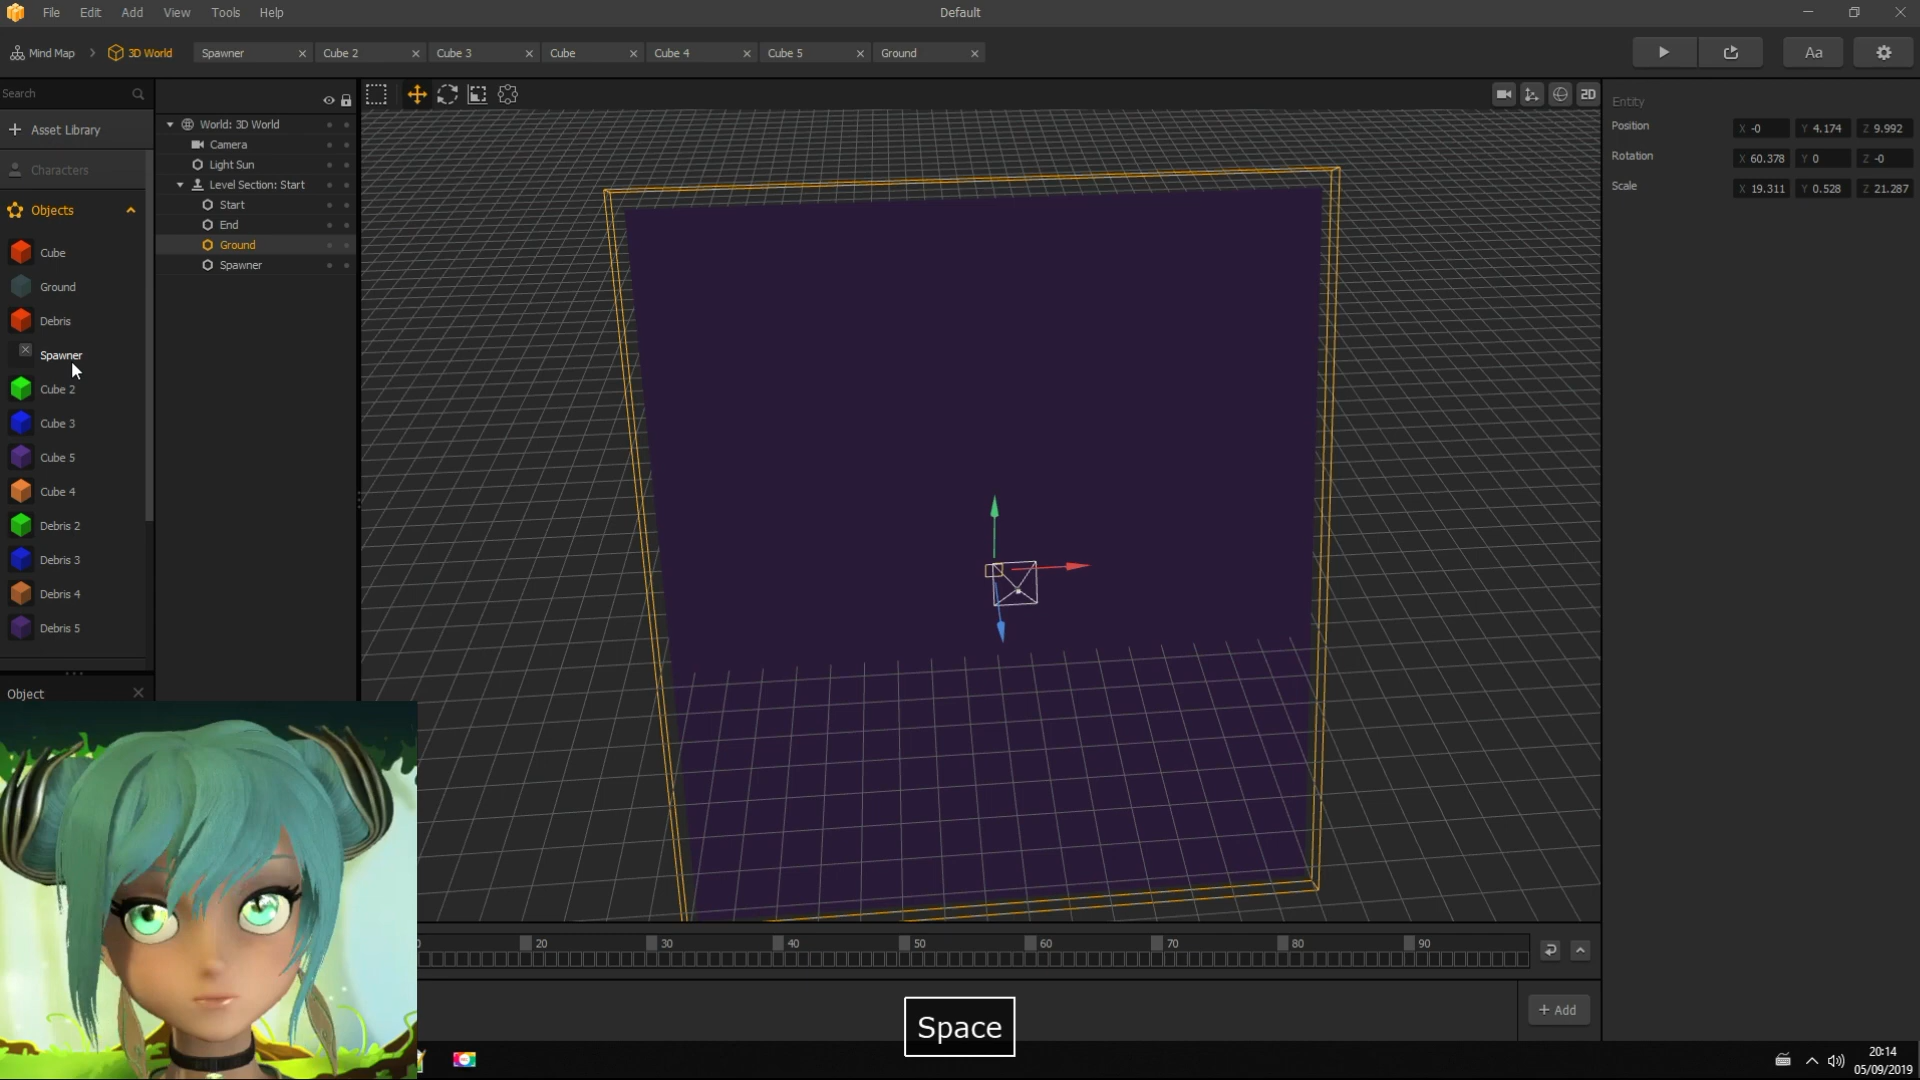 File Edit Add View Tools Help
Default
Mind Map
3D World
Spawner
Cube 2
Cube 3
Cube
Cube 4
Cube 5
Ground
Aa
Search
Asset Library
Characters
Objects
Cube
Ground
Debris
Spawner
Cube 2
Cube 3
Cube 5
Cube 4
Debris 2
Debris 3
Debris 4
Debris 5
Object
World: 3D World
Camera
Light Sun
Level Section: Start
Start
End
Ground
Spawner
2D
Entity
Position X -0 Y 4.174 Z 9.992
Rotation X 60.378 Y 0 Z -0
Scale X 19.311 Y 0.528 Z 21.287
20 30 40 50 60 70 80 90
+ Add
Space
20:14
05/09/2019